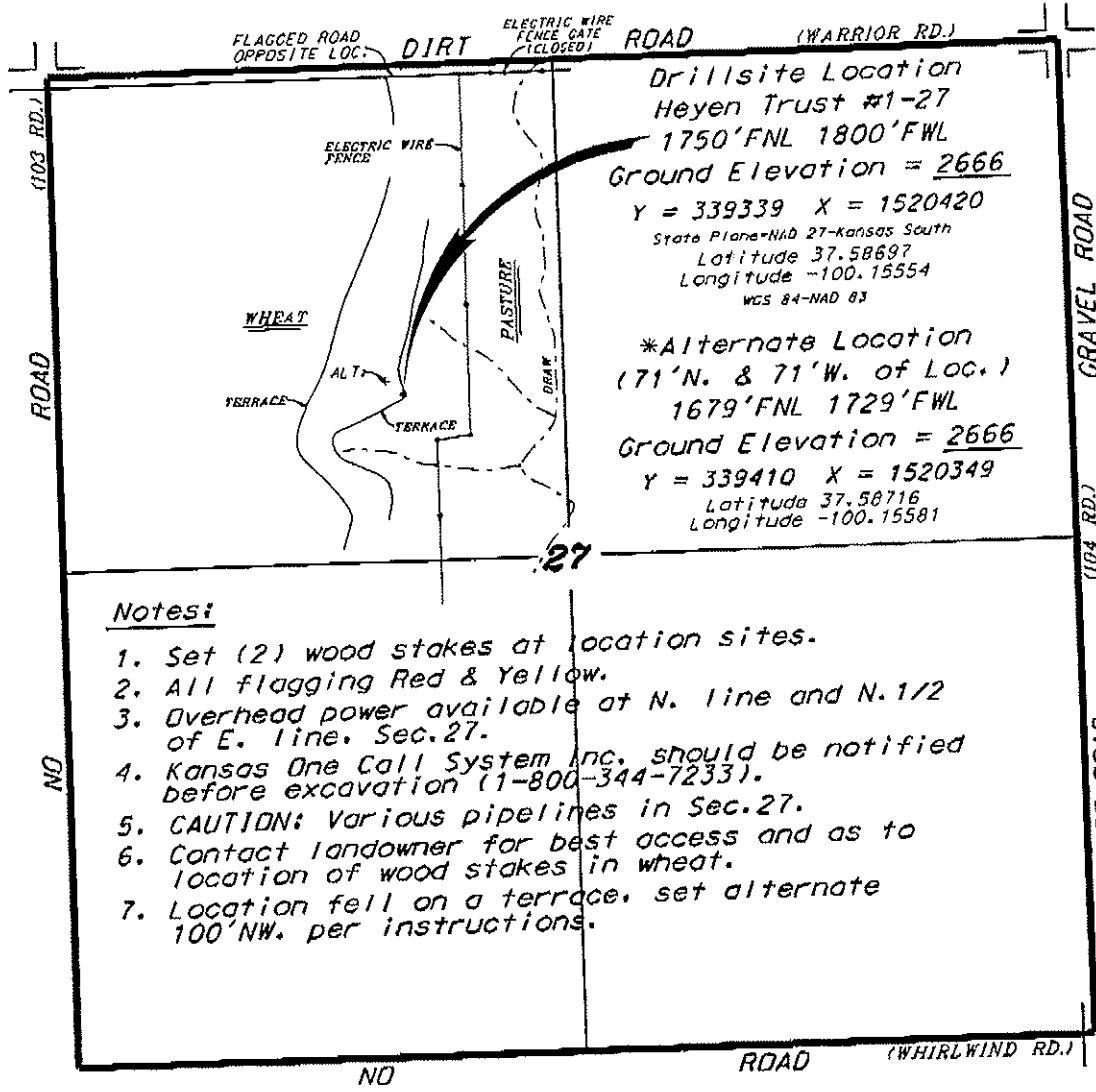 FLAGGED ROAD
OPPOSITE LOC.
DIRT
ELECTRIC WIRE
FENCE GATE
(CLOSED)
ROAD
(WARRIOR RD.)
(103 RD.)
ROAD
NO
ELECTRIC WIRE
FENCE
WHEAT
PASTURE
DRAW
ALT.
TERRACE
TERRACE
Drillsite Location
Heyen Trust #1-27
1750'FNL 1800'FWL
Ground Elevation = 2666
Y = 339339 X = 1520420
State Plane-NAD 27-Kansas South
Latitude 37.58697
Longitude -100.15554
WGS 84-NAD 83
*Alternate Location
(71'N. & 71'W. of Loc.)
1679'FNL 1729'FWL
Ground Elevation = 2666
Y = 339410 X = 1520349
Latitude 37.58716
Longitude -100.15581
GRAVEL ROAD
(104 RD.)
27
Notes:
1. Set (2) wood stakes at location sites.
2. All flagging Red & Yellow.
3. Overhead power available at N. line and N.1/2
of E. line. Sec.27.
4. Kansas One Call System Inc. should be notified
before excavation (1-800-344-7233).
5. CAUTION: Various pipelines in Sec.27.
6. Contact landowner for best access and as to
location of wood stakes in wheat.
7. Location fell on a terrace. set alternate
100'NW. per instructions.
NO
ROAD
(WHIRLWIND RD.)